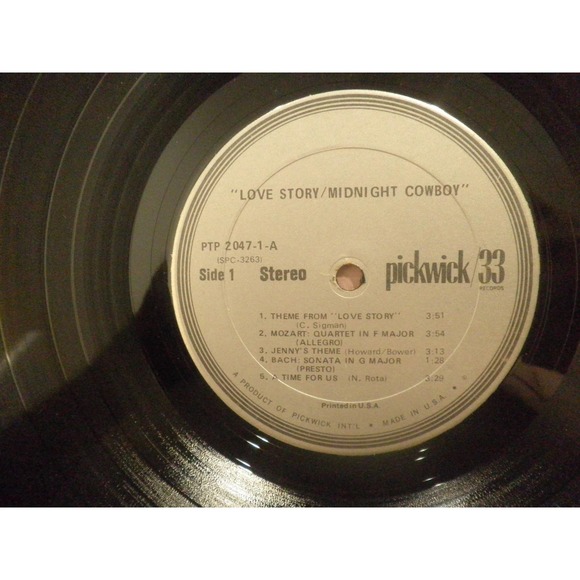 "LOVE STORY/MIDNIGHT COWBOY"
PTP 2047-1-A
(SPC-3263)
Side 1 Stereo
pickwick/33
RECORDS
1. THEME FROM "LOVE STORY" 3:51
(C. Sigman)
2. MOZART: QUARTET IN F MAJOR 3:54
(ALLEGRO)
3. JENNY'S THEME (Howard/Bower) 3:13
4. BACH: SONATA IN G MAJOR 1:28
(PRESTO)
5. A TIME FOR US (N. Rota) 3:29
Printed in U.S.A.
A PRODUCT OF PICKWICK INT'L • MADE IN U.S.A.